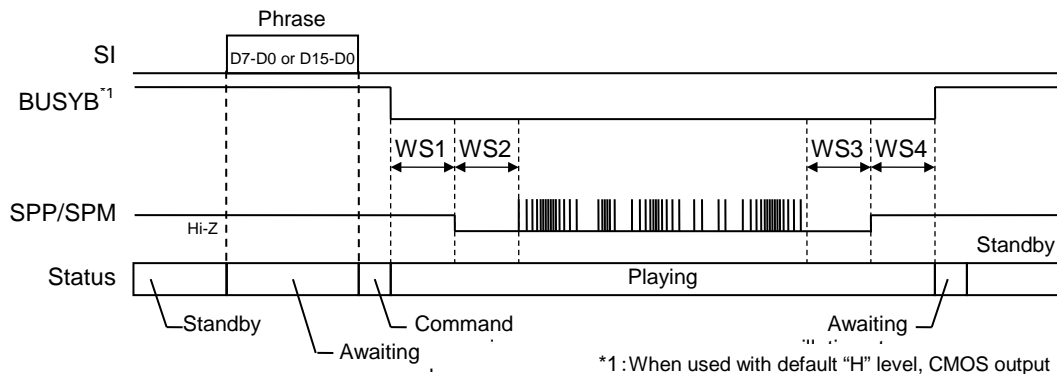 Phrase
SI
D7-D0 or D15-D0
BUSYB*1
WS1
WS2
WS3
WS4
SPP/SPM
Hi-Z
Standby
Status
Playing
Standby
Command
Awaiting
Awaiting
*1:When used with default “H” level, CMOS output